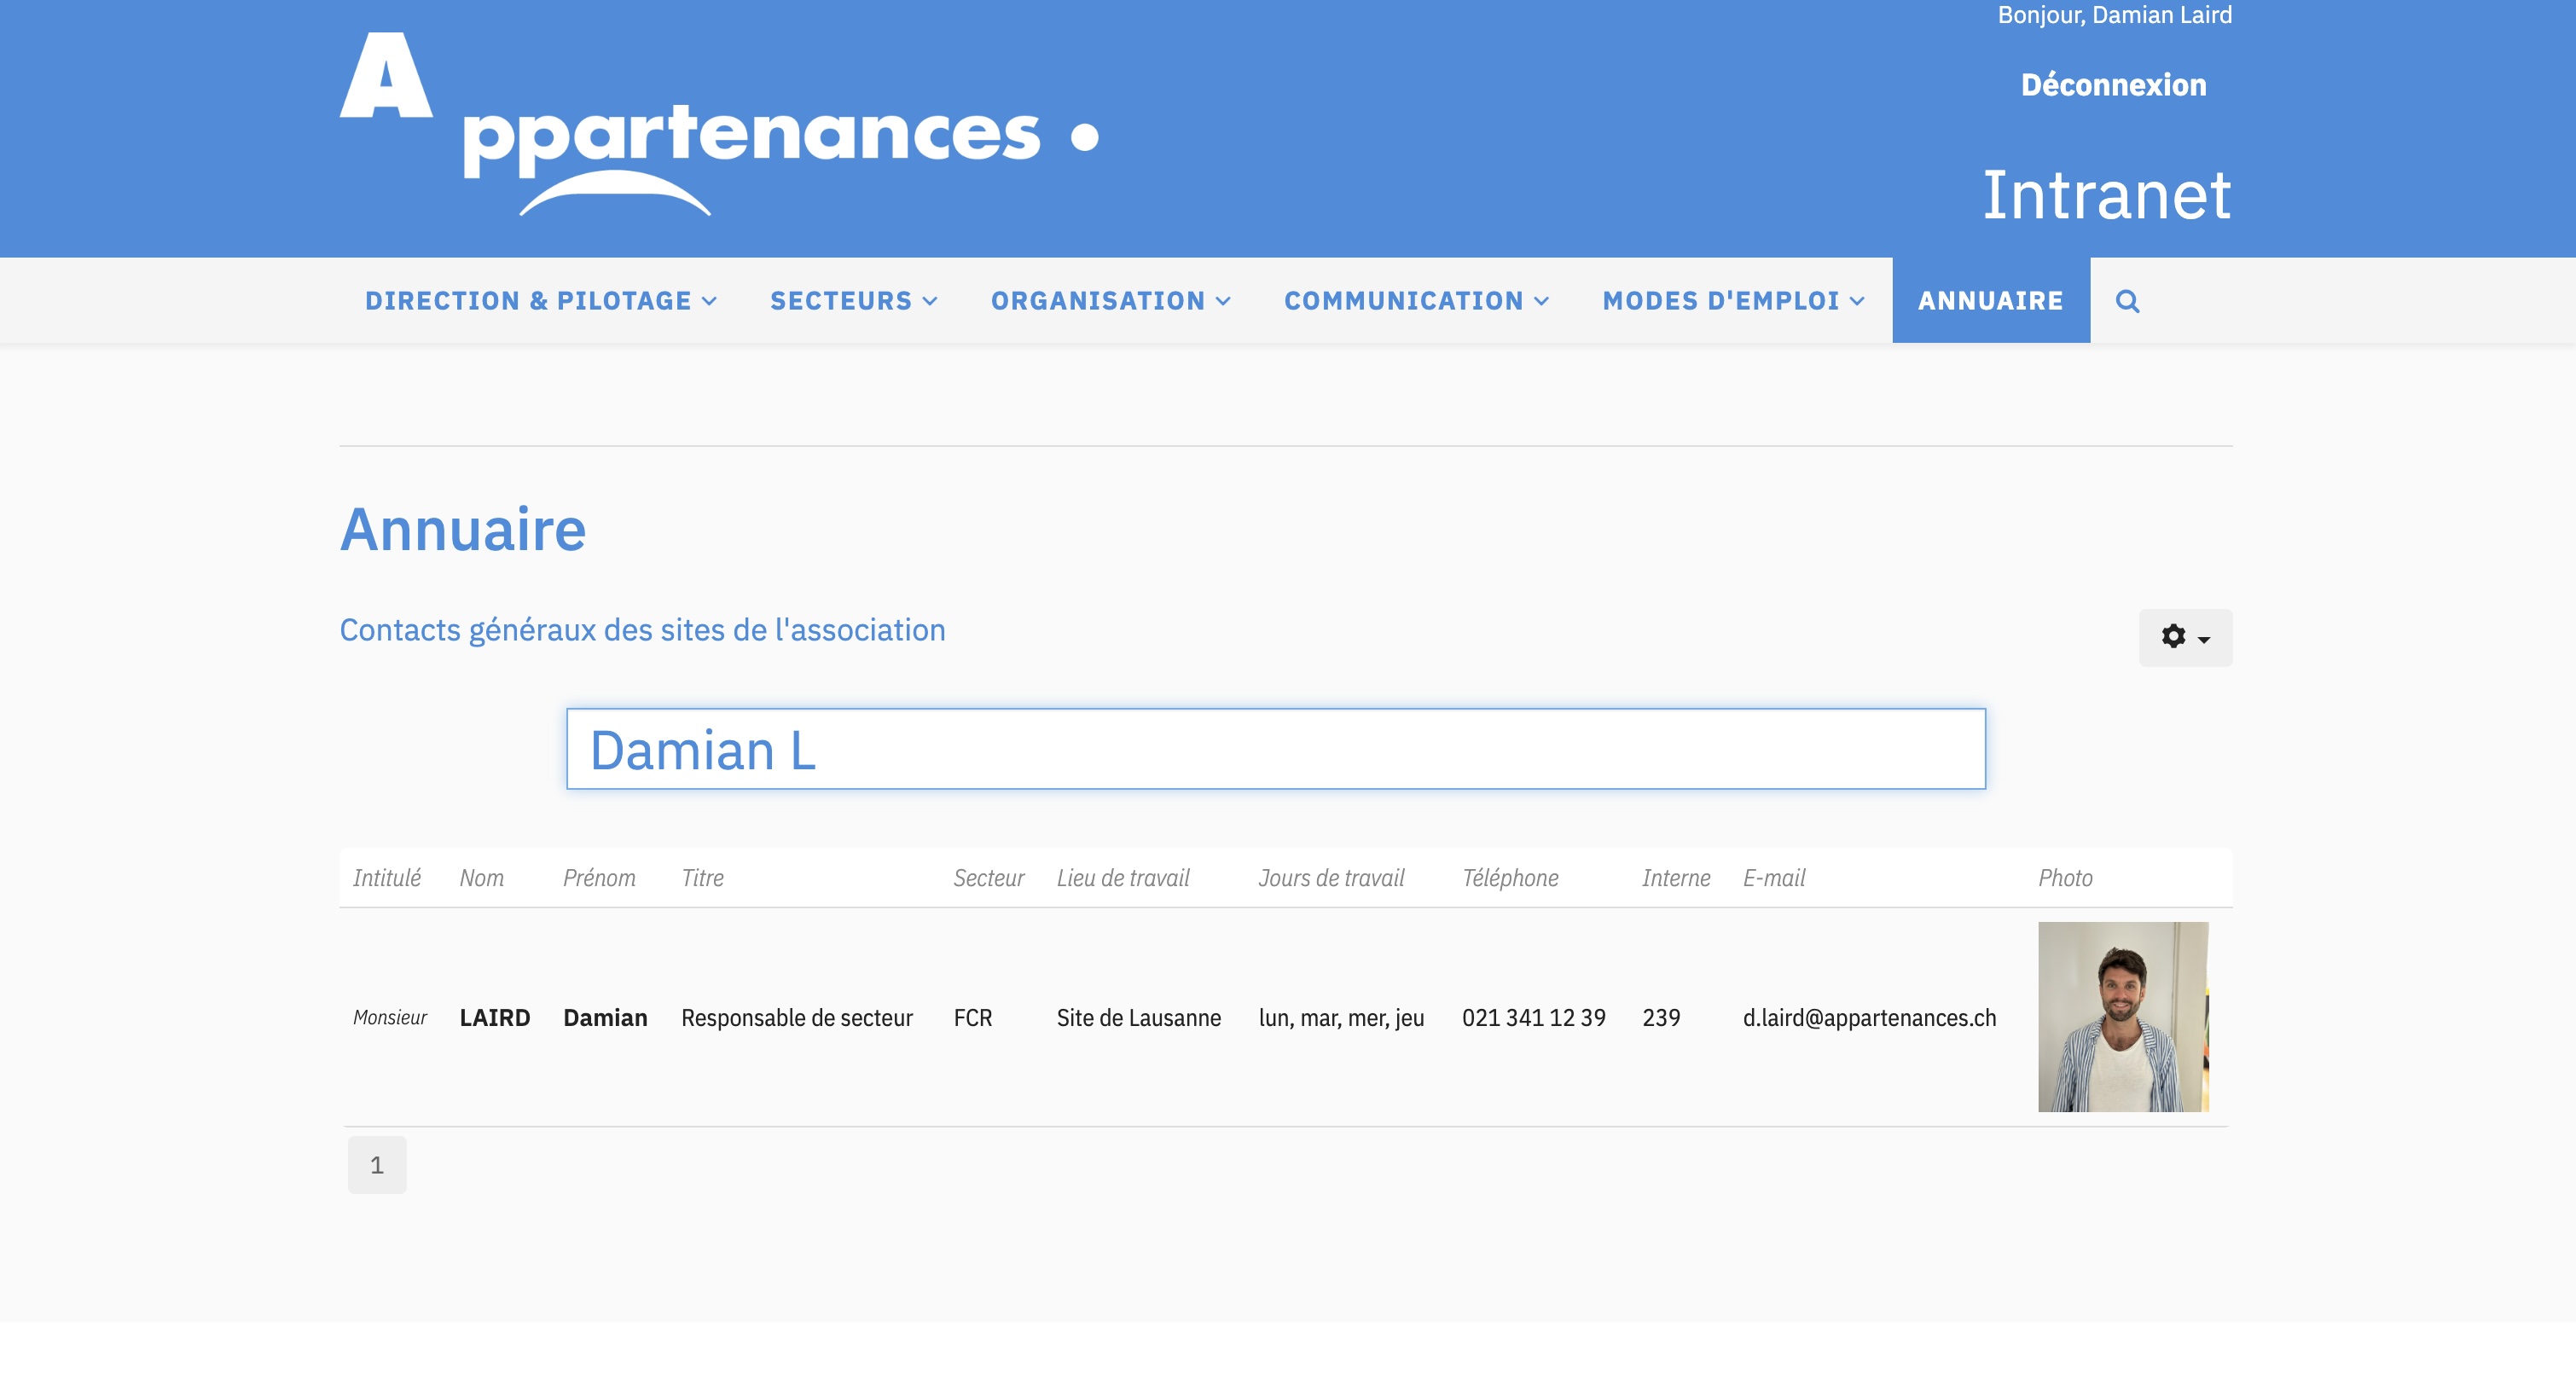 Bonjour, Damian Laird
Appartenances •
Déconnexion
Intranet
DIRECTION & PILOTAGE SECTEURS ORGANISATION COMMUNICATION MODES D'EMPLOI ANNUAIRE
Annuaire
Contacts généraux des sites de l'association
Damian L
Intitulé Nom Prénom Titre Secteur Lieu de travail Jours de travail Téléphone Interne E-mail Photo
Monsieur LAIRD Damian Responsable de secteur FCR Site de Lausanne lun, mar, mer, jeu 021 341 12 39 239 d.laird@appartenances.ch
1